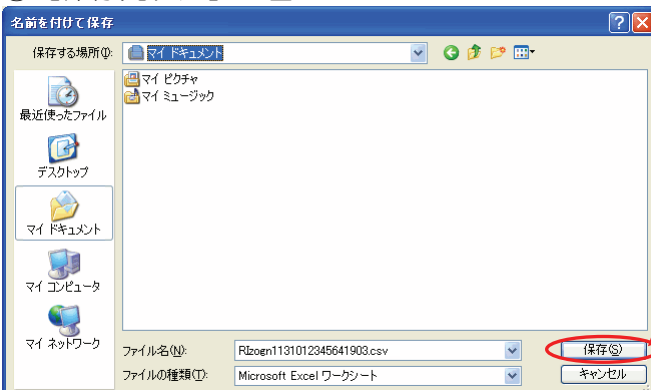 名前を付けて保存
保存する場所(I):
マイ ドキュメント
マイ ピクチャ
マイ ミュージック
最近使ったファイル
デスクトップ
マイ ドキュメント
マイ コンピュータ
マイ ネットワーク
ファイル名(N):
RIzogn1131012345641903.csv
保存(S)
ファイルの種類(T):
Microsoft Excel ワークシート
キャンセル